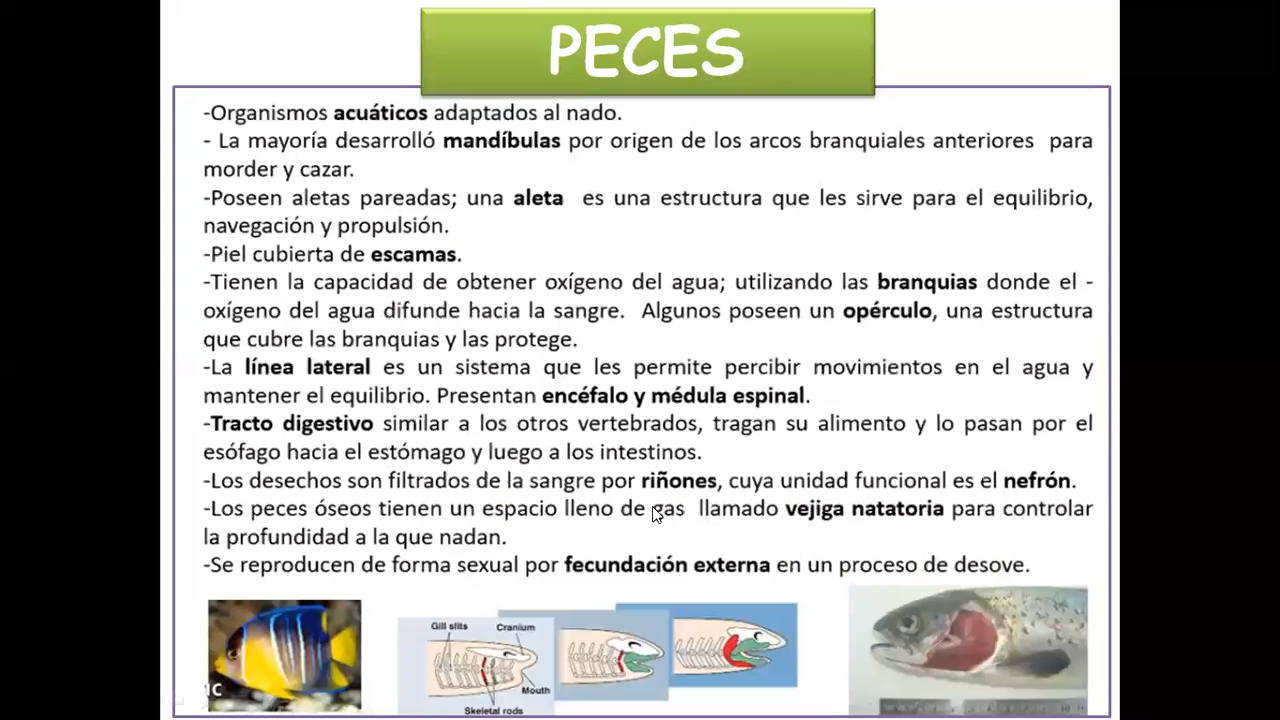 PECES
-Organismos acuáticos adaptados al nado.
- La mayoría desarrolló mandíbulas por origen de los arcos branquiales anteriores para
morder y cazar.
-Poseen aletas pareadas; una aleta es una estructura que les sirve para el equilibrio,
navegación y propulsión.
-Piel cubierta de escamas.
-Tienen la capacidad de obtener oxígeno del agua; utilizando las branquias donde el -
oxígeno del agua difunde hacia la sangre. Algunos poseen un opérculo, una estructura
que cubre las branquias y las protege.
-La línea lateral es un sistema que les permite percibir movimientos en el agua y
mantener el equilibrio. Presentan encéfalo y médula espinal.
-Tracto digestivo similar a los otros vertebrados, tragan su alimento y lo pasan por el
esófago hacia el estómago y luego a los intestinos.
-Los desechos son filtrados de la sangre por riñones, cuya unidad funcional es el nefrón.
-Los peces óseos tienen un espacio lleno de gas llamado vejiga natatoria para controlar
la profundidad a la que nadan.
-Se reproducen de forma sexual por fecundación externa en un proceso de desove.
Gill slits
Cranium
Mouth
Skeletal rods